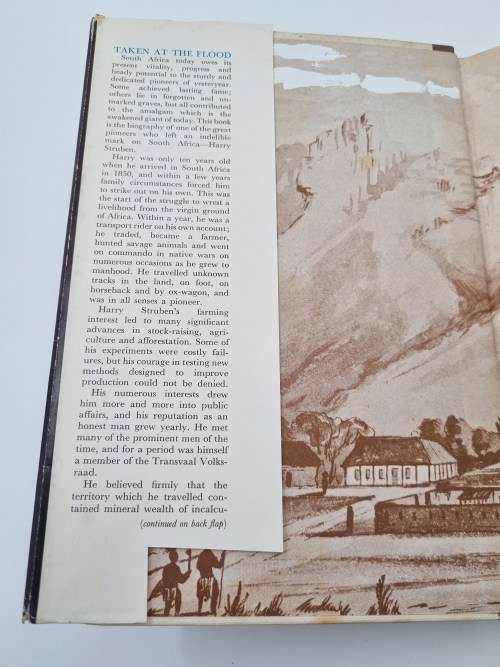 TAKEN AT THE FLOOD
South Africa today owes its
present vitality, progress and
heady potential to the sturdy and
dedicated pioneers of yesteryear.
Some achieved lasting fame;
others lie in forgotten and un-
marked graves, but all contributed
to the amalgam which is the
awakened giant of today. This book
is the biography of one of the great
pioneers who left an indelible
mark on South Africa—Harry
Struben.
Harry was only ten years old
when he arrived in South Africa
in 1850, and within a few years
family circumstances forced him
to strike out on his own. This was
the start of the struggle to wrest a
livelihood from the virgin ground
of Africa. Within a year, he was a
transport rider on his own account;
he traded, became a farmer,
hunted savage animals and went
on commando in native wars on
numerous occasions as he grew to
manhood. He travelled unknown
tracks in the land, on foot, on
horseback and by ox-wagon, and
was in all senses a pioneer.
Harry Struben's farming
interest led to many significant
advances in stock-raising, agri-
culture and afforestation. Some of
his experiments were costly fail-
ures, but his courage in testing new
methods designed to improve
production could not be denied.
His numerous interests drew
him more and more into public
affairs, and his reputation as an
honest man grew yearly. He met
many of the prominent men of the
time, and for a period was himself
a member of the Transvaal Volks-
raad.
He believed firmly that the
territory which he travelled con-
tained mineral wealth of incalcu-
(continued on back flap)